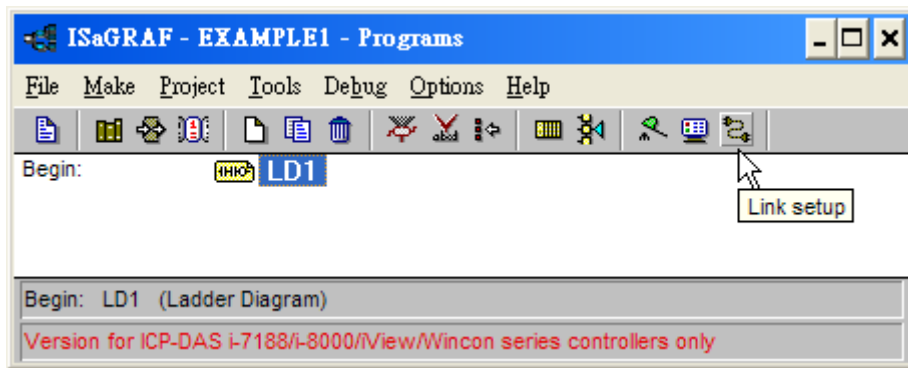 ISaGRAF - EXAMPLE1 - Programs
File Make Project Tools Debug Options Help
Begin: LD1
Link setup
Begin: LD1 (Ladder Diagram)
Version for ICP-DAS i-7188/i-8000/iView/Wincon series controllers only